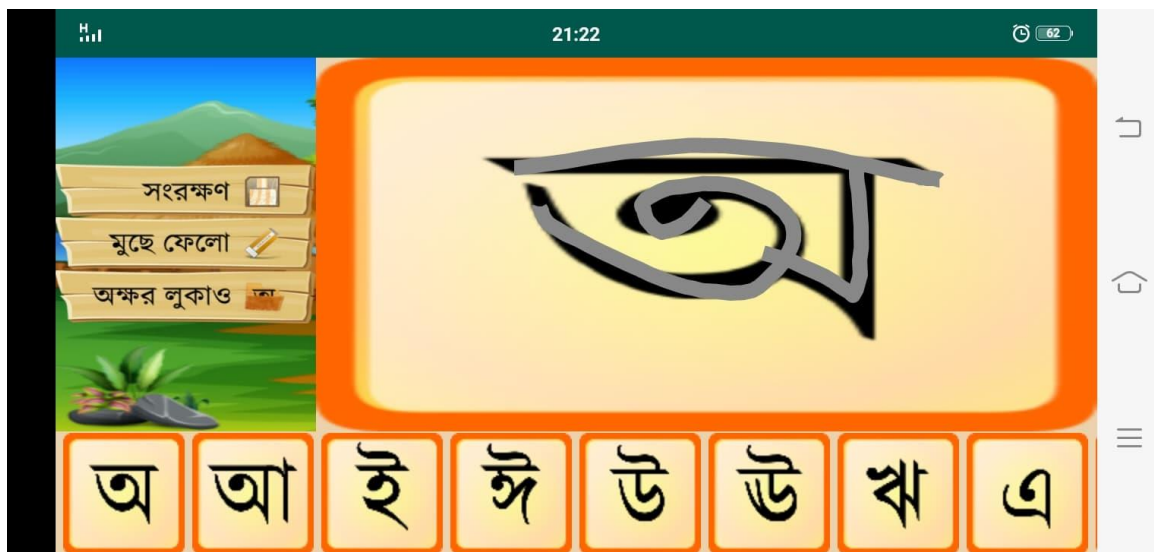 21:22
62
সংরক্ষণ
মুছে ফেলো
অক্ষর লুকাও অ
অ
অ আ ই ঈ উ ঊ ঋ এ